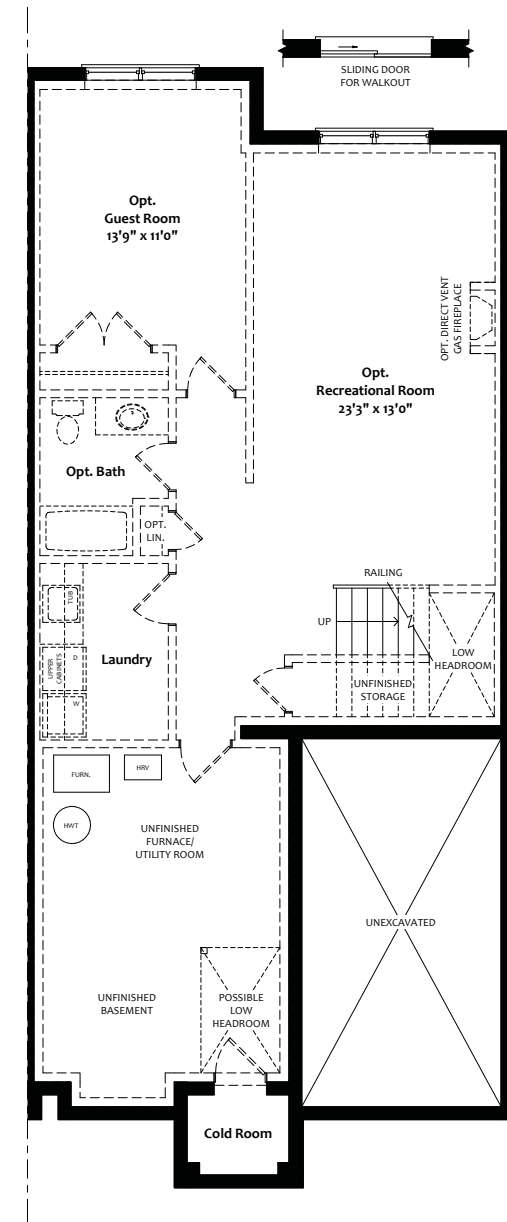 SLIDING DOOR
FOR WALKOUT
Opt.
Guest Room
13'9" x 11'0"
OPT. DIRECT VENT
GAS FIREPLACE
Opt.
Recreational Room
23'3" x 13'0"
Opt. Bath
OPT.
LIN.
RAILING
UP
LOW
HEADROOM
UNFINISHED
STORAGE
TUB
UPPER
CABINETS
D
W
Laundry
FURN.
HRV
HWT
UNFINISHED
FURNACE/
UTILITY ROOM
UNEXCAVATED
UNFINISHED
BASEMENT
POSSIBLE
LOW
HEADROOM
Cold Room